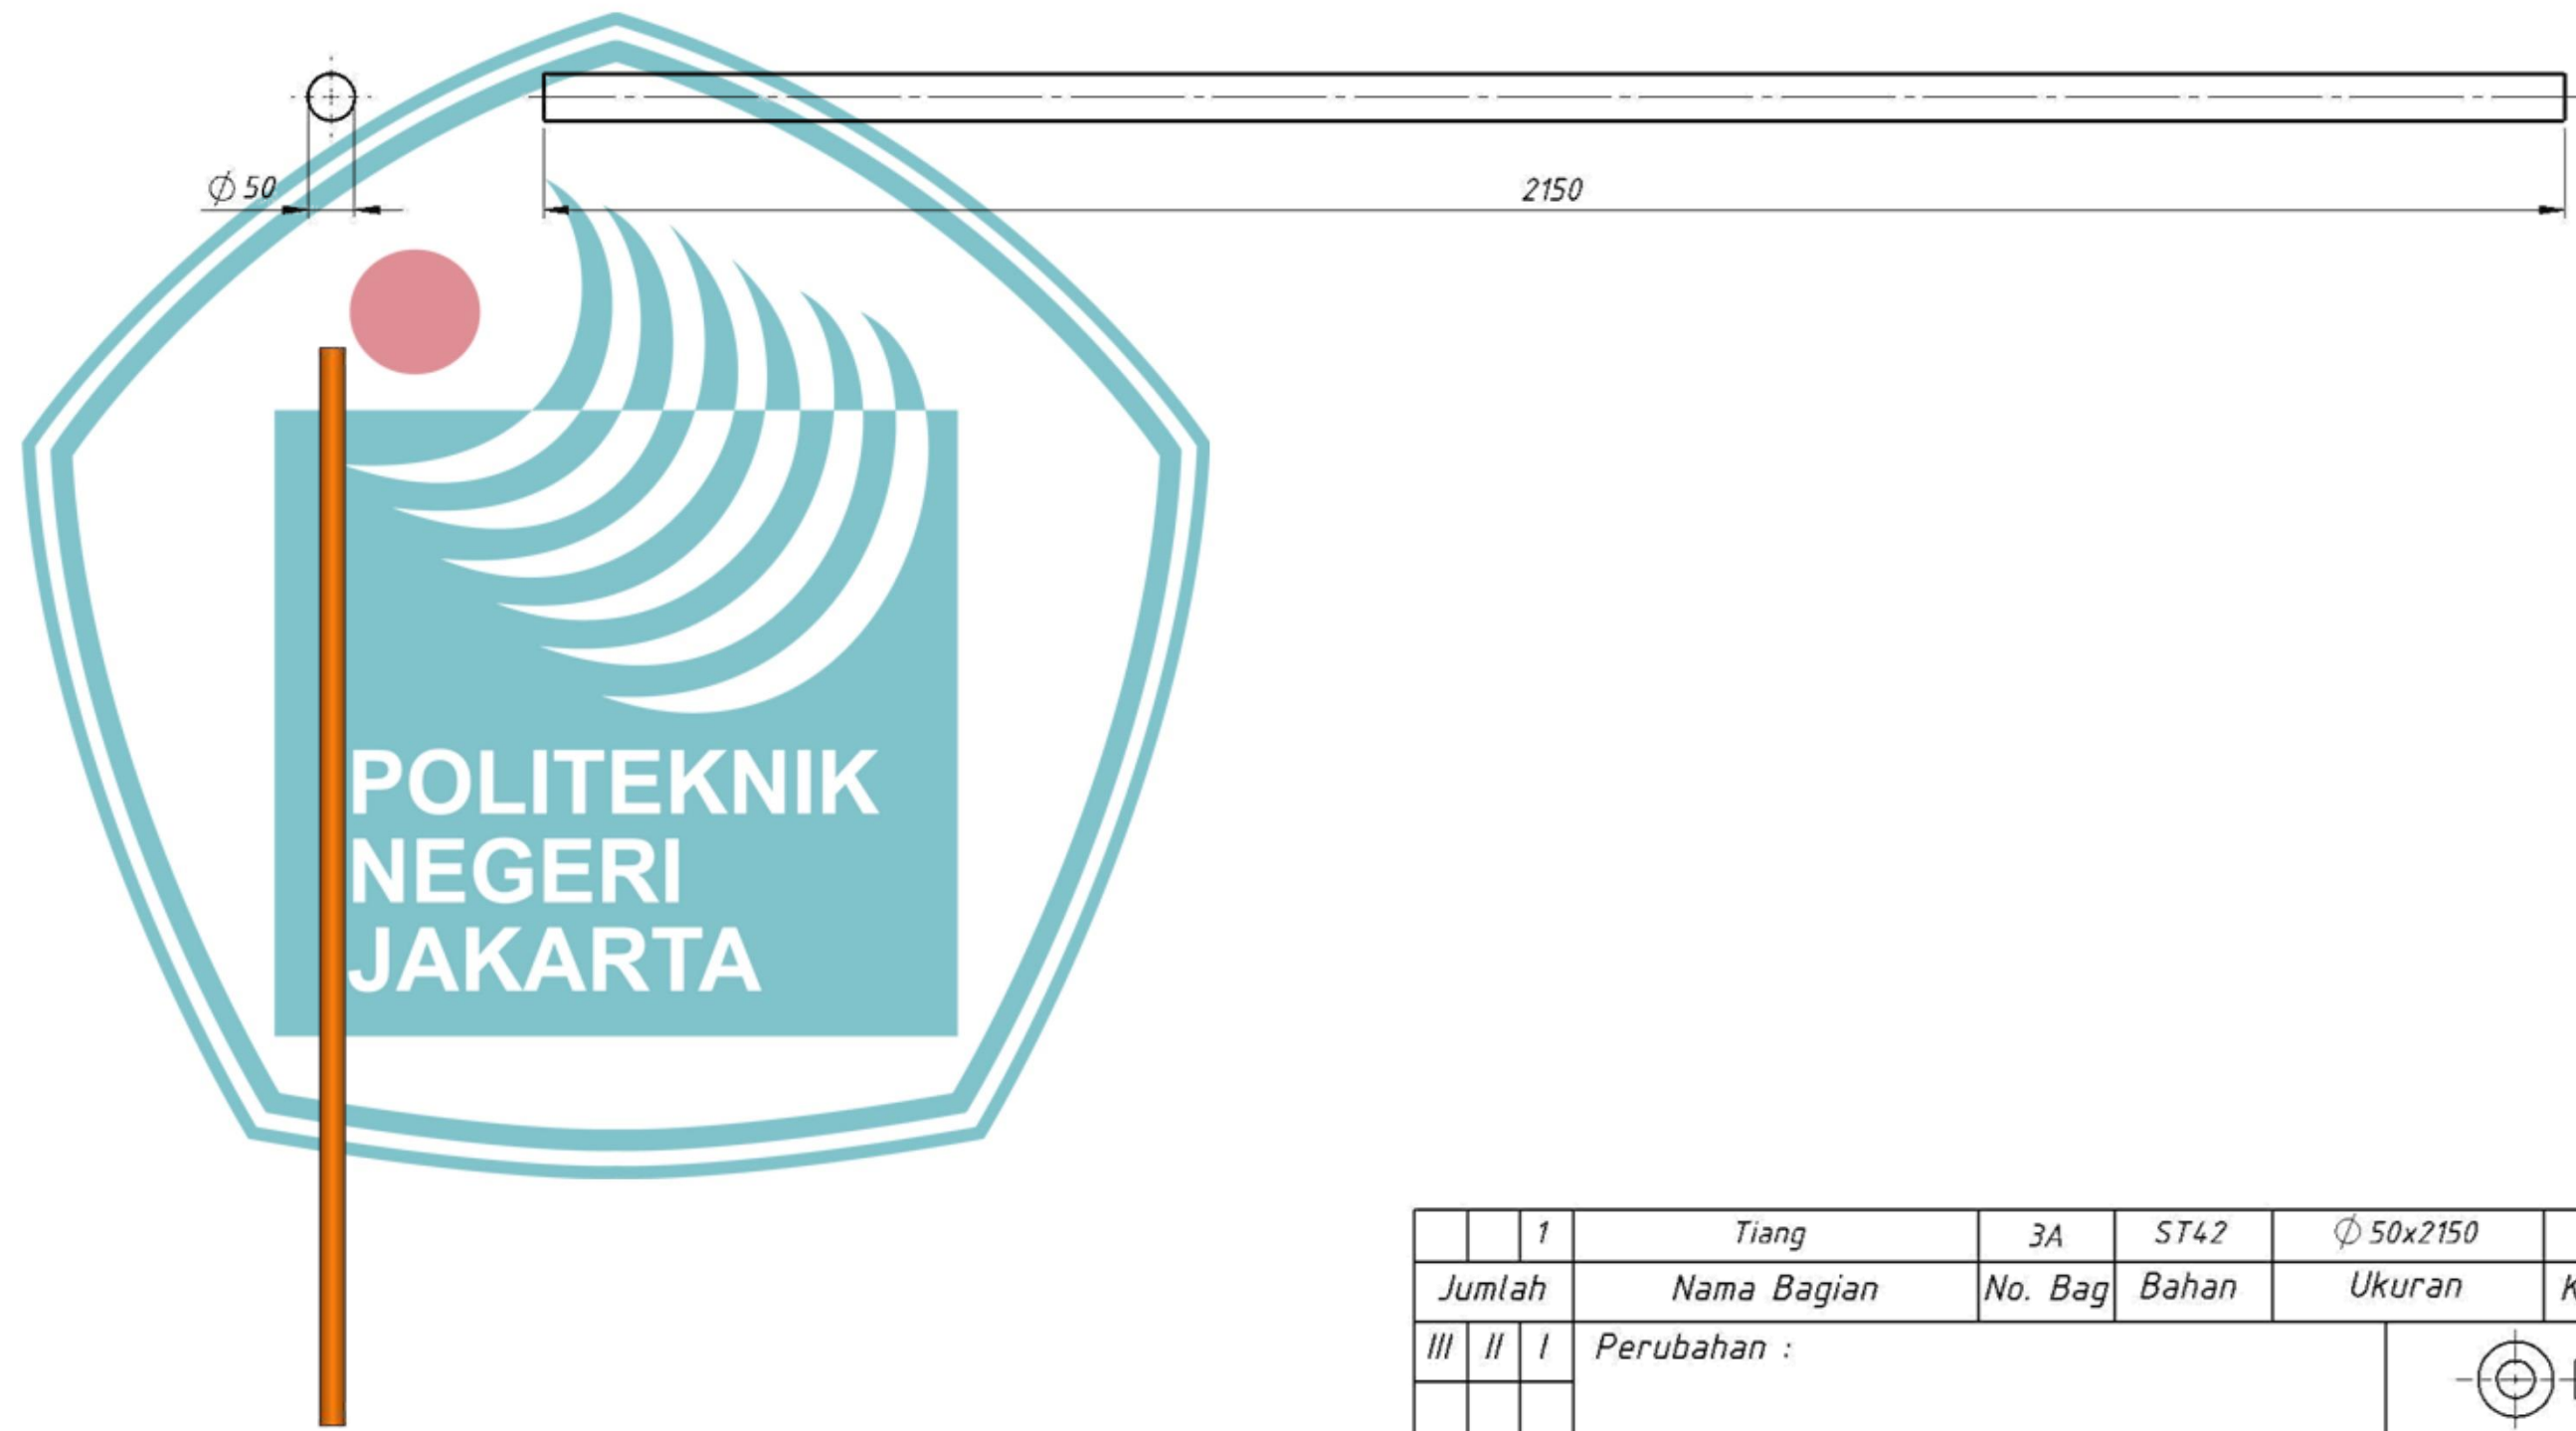 Ø 50
2150
POLITEKNIK
NEGERI
JAKARTA
1 Tiang 3A ST42 Ø 50x2150
Jumlah Nama Bagian No. Bag Bahan Ukuran
III II I Perubahan :